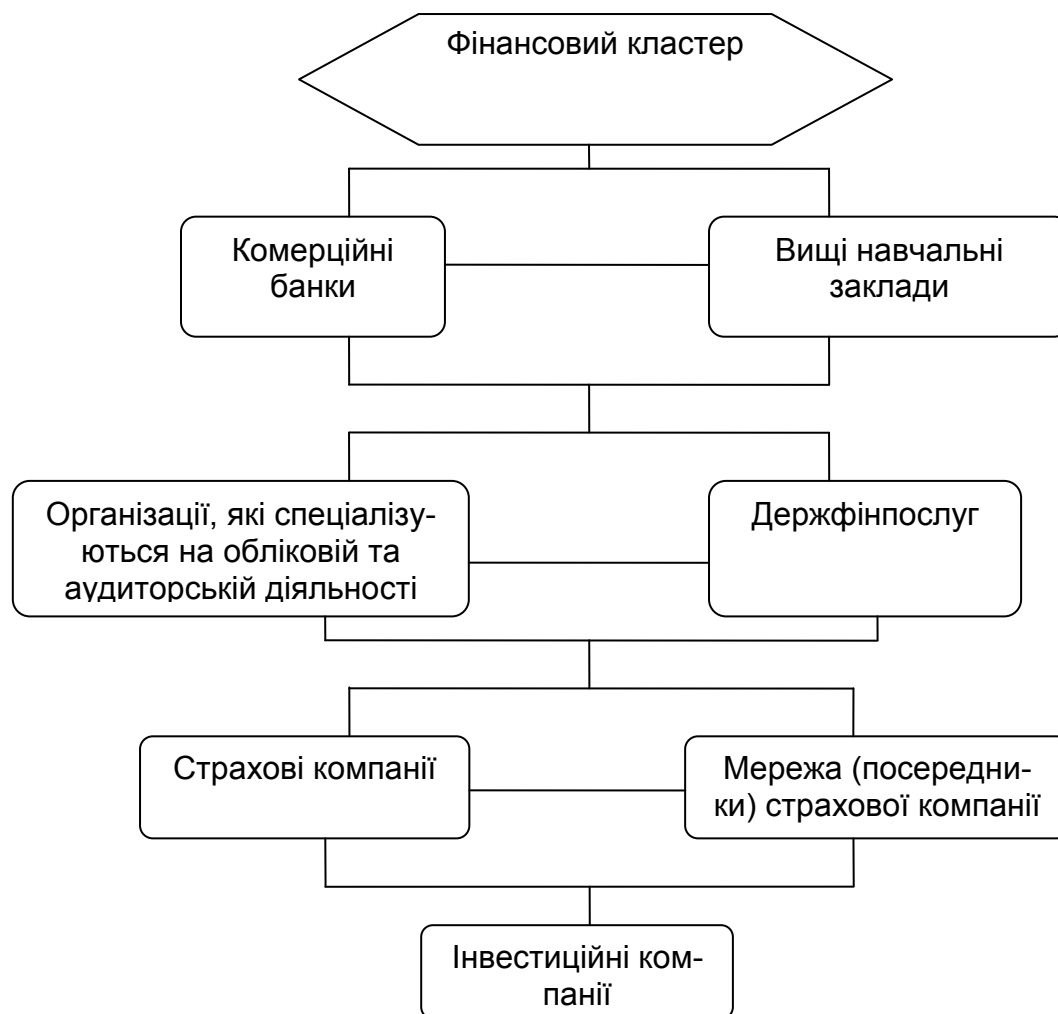 Фінансовий кластер
Комерційні
банки
Вищі навчальні
заклади
Організації, які спеціалізу-
ються на обліковій та
аудиторській діяльності
Держфінпослуг
Страхові компанії
Мережа (посередни-
ки) страхової компанії
Інвестиційні ком-
панії